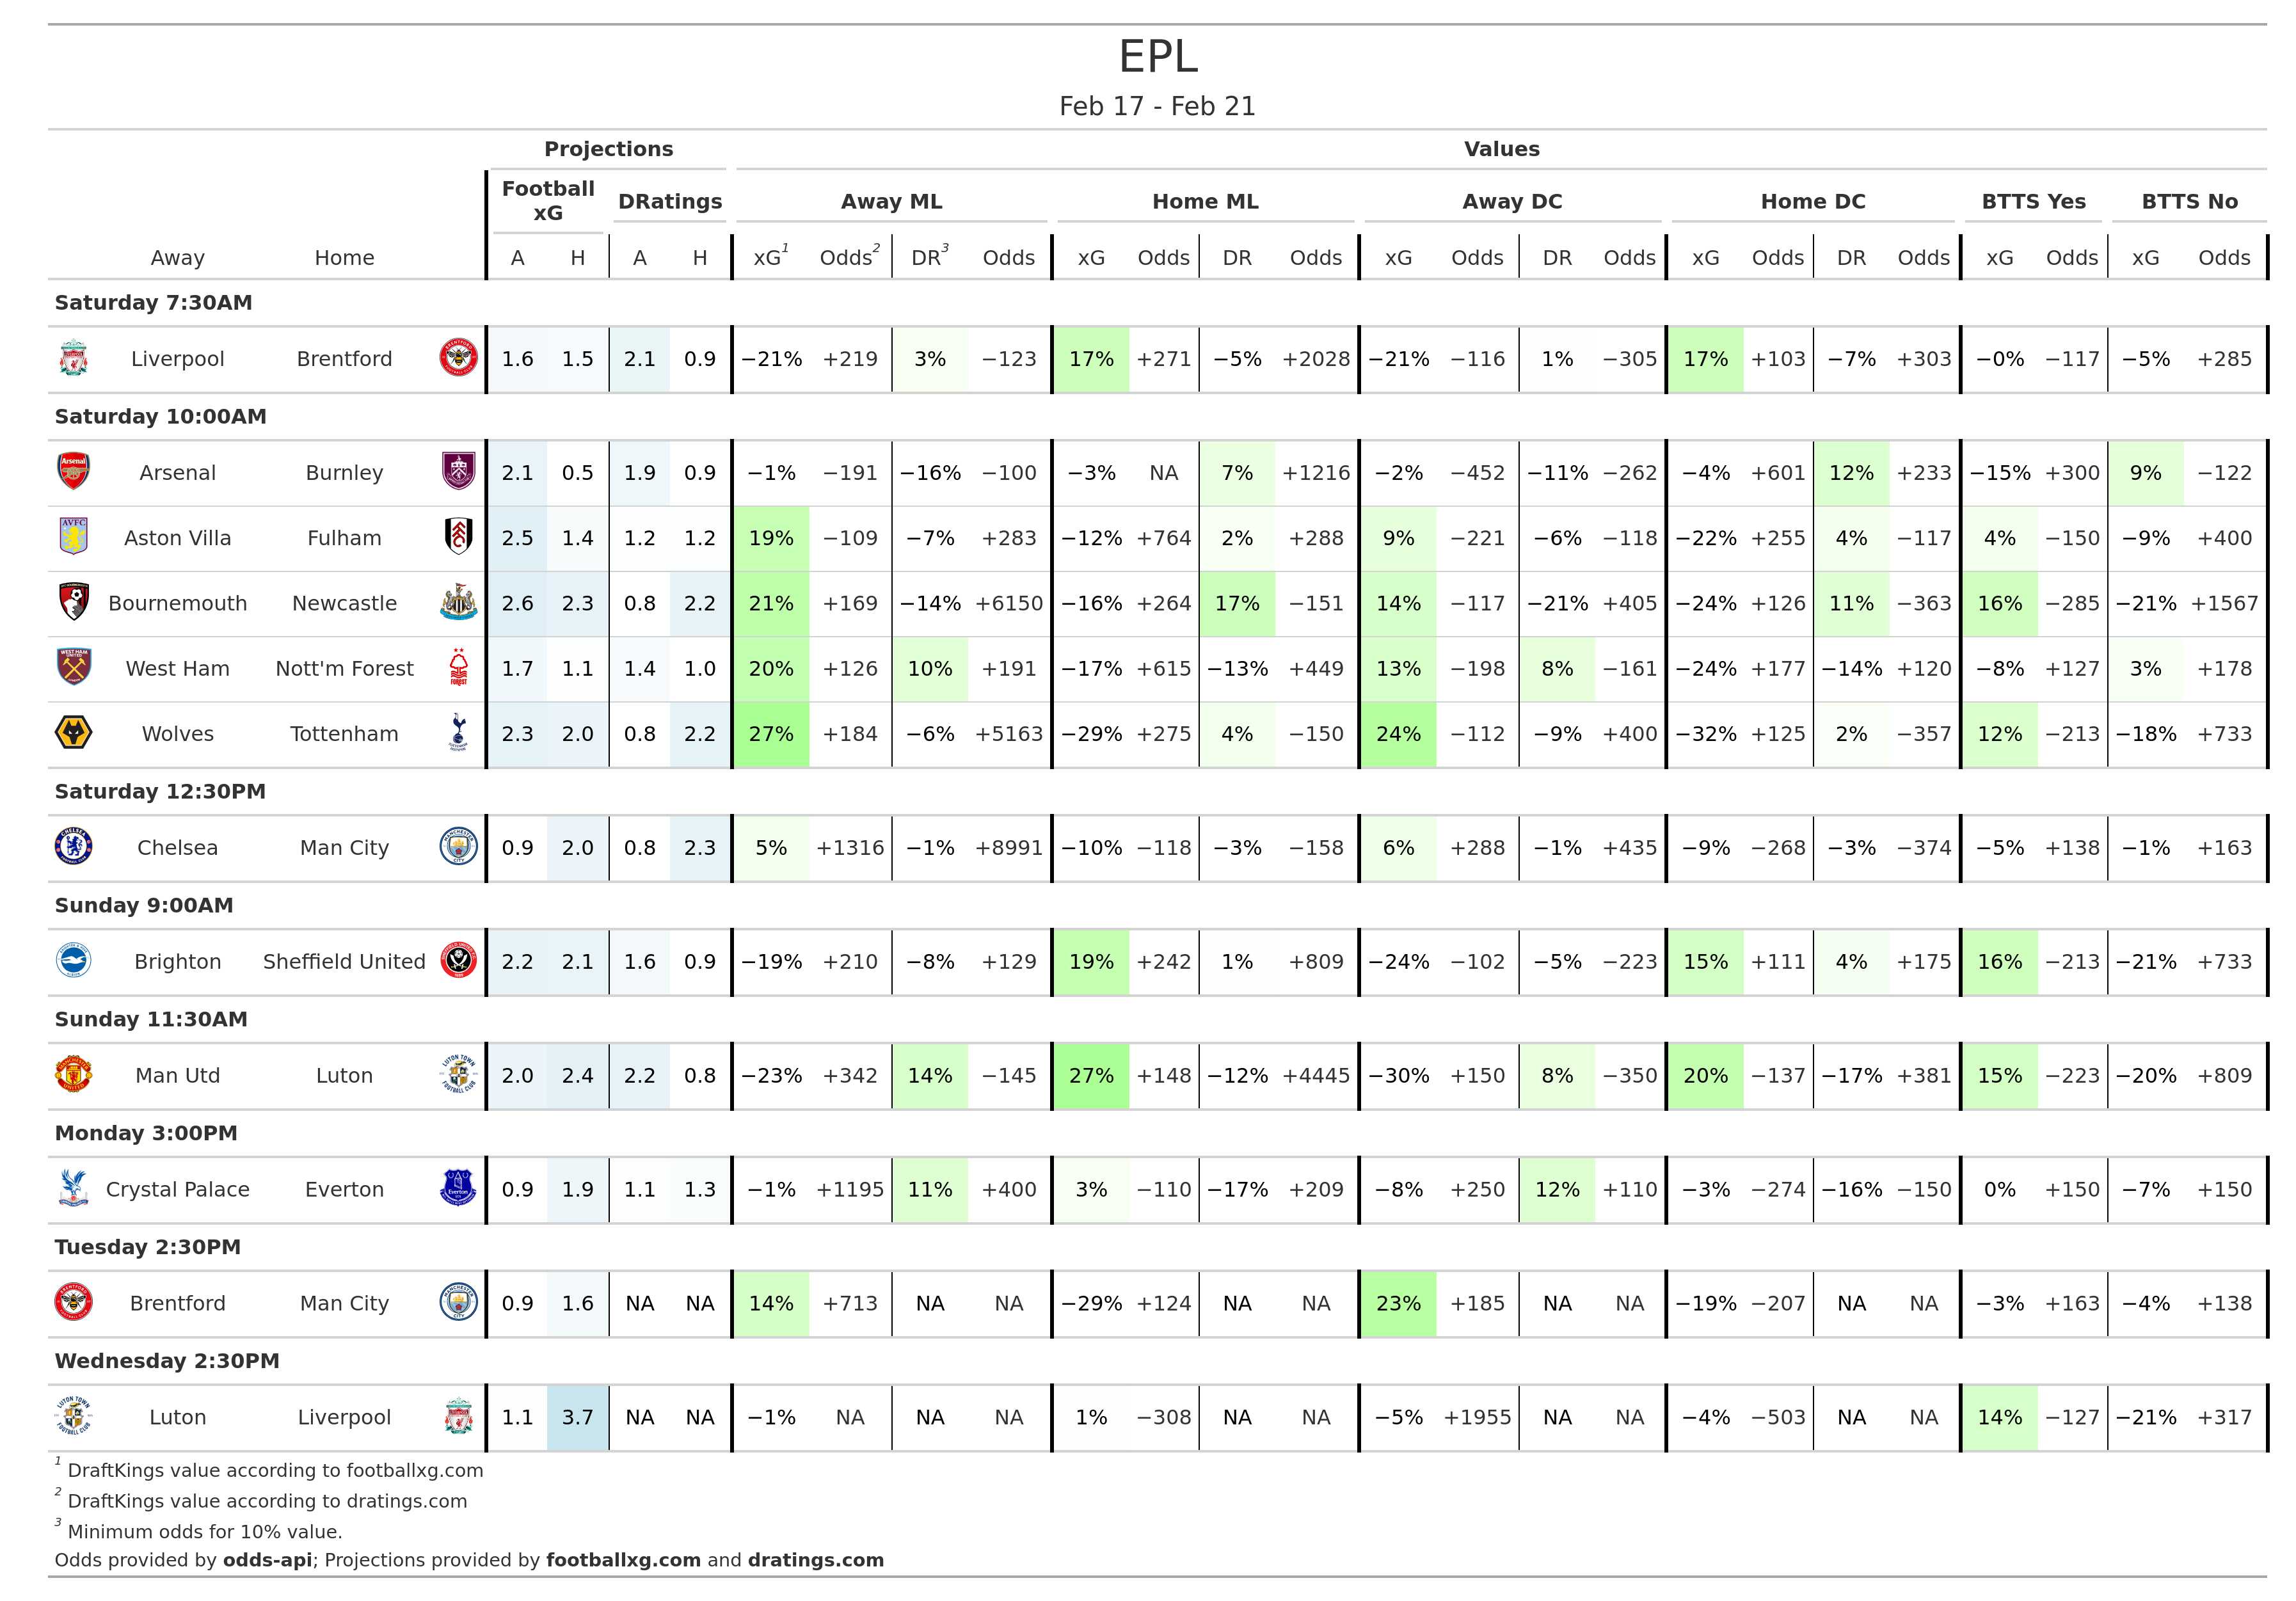 EPL
Feb 17 - Feb 21
Projections Values
Football xG DRatings Away ML Home ML Away DC Home DC BTTS Yes BTTS No
Away Home A H A H xG1 Odds2 DR3 Odds xG Odds DR Odds xG Odds DR Odds xG Odds DR Odds xG Odds xG Odds
Saturday 7:30AM
Liverpool Brentford 1.6 1.5 2.1 0.9 −21% +219 3% −123 17% +271 −5% +2028 −21% −116 1% −305 17% +103 −7% +303 −0% −117 −5% +285
Saturday 10:00AM
Arsenal Burnley 2.1 0.5 1.9 0.9 −1% −191 −16% −100 −3% NA 7% +1216 −2% −452 −11% −262 −4% +601 12% +233 −15% +300 9% −122
Aston Villa Fulham 2.5 1.4 1.2 1.2 19% −109 −7% +283 −12% +764 2% +288 9% −221 −6% −118 −22% +255 4% −117 4% −150 −9% +400
Bournemouth Newcastle 2.6 2.3 0.8 2.2 21% +169 −14% +6150 −16% +264 17% −151 14% −117 −21% +405 −24% +126 11% −363 16% −285 −21% +1567
West Ham Nott'm Forest 1.7 1.1 1.4 1.0 20% +126 10% +191 −17% +615 −13% +449 13% −198 8% −161 −24% +177 −14% +120 −8% +127 3% +178
Wolves Tottenham 2.3 2.0 0.8 2.2 27% +184 −6% +5163 −29% +275 4% −150 24% −112 −9% +400 −32% +125 2% −357 12% −213 −18% +733
Saturday 12:30PM
Chelsea Man City 0.9 2.0 0.8 2.3 5% +1316 −1% +8991 −10% −118 −3% −158 6% +288 −1% +435 −9% −268 −3% −374 −5% +138 −1% +163
Sunday 9:00AM
Brighton Sheffield United 2.2 2.1 1.6 0.9 −19% +210 −8% +129 19% +242 1% +809 −24% −102 −5% −223 15% +111 4% +175 16% −213 −21% +733
Sunday 11:30AM
Man Utd Luton 2.0 2.4 2.2 0.8 −23% +342 14% −145 27% +148 −12% +4445 −30% +150 8% −350 20% −137 −17% +381 15% −223 −20% +809
Monday 3:00PM
Crystal Palace Everton 0.9 1.9 1.1 1.3 −1% +1195 11% +400 3% −110 −17% +209 −8% +250 12% +110 −3% −274 −16% −150 0% +150 −7% +150
Tuesday 2:30PM
Brentford Man City 0.9 1.6 NA NA 14% +713 NA NA −29% +124 NA NA 23% +185 NA NA −19% −207 NA NA −3% +163 −4% +138
Wednesday 2:30PM
Luton Liverpool 1.1 3.7 NA NA −1% NA NA NA 1% −308 NA NA −5% +1955 NA NA −4% −503 NA NA 14% −127 −21% +317
1 DraftKings value according to footballxg.com
2 DraftKings value according to dratings.com
3 Minimum odds for 10% value.
Odds provided by odds-api; Projections provided by footballxg.com and dratings.com